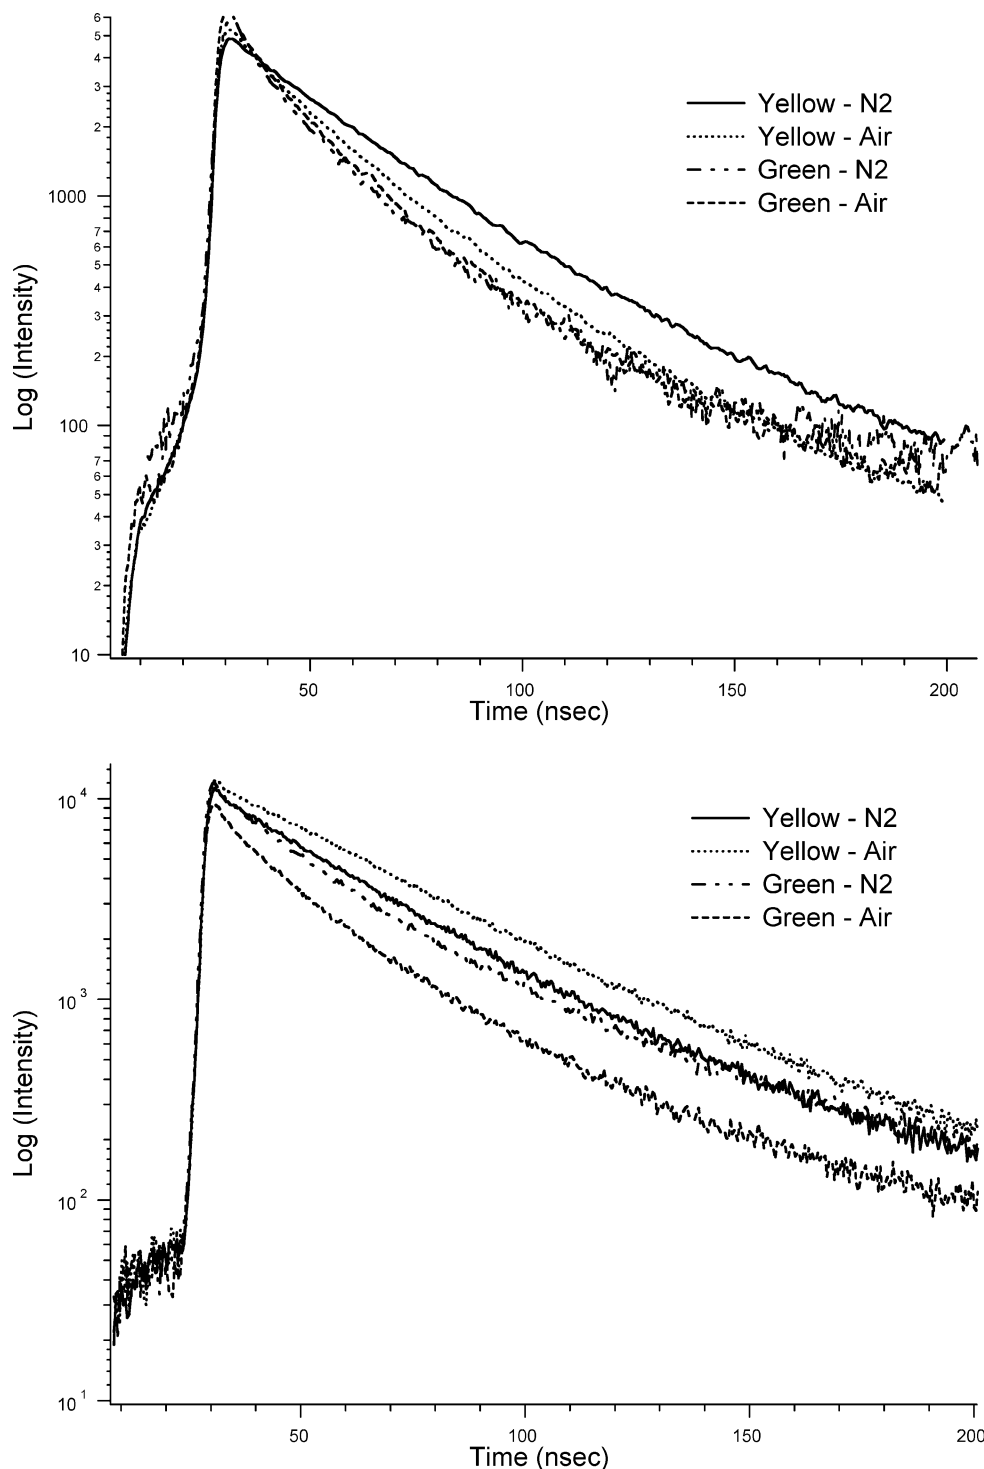 6
5
4
3
2
1000
7
6
5
4
3
2
100
7
6
5
4
3
2
10
Log (Intensity)
Yellow - N2
Yellow - Air
Green - N2
Green - Air
50 100 150 200
Time (nsec)
10 4
10 3
10 2
10 1
Log (Intensity)
Yellow - N2
Yellow - Air
Green - N2
Green - Air
50 100 150 200
Time (nsec)